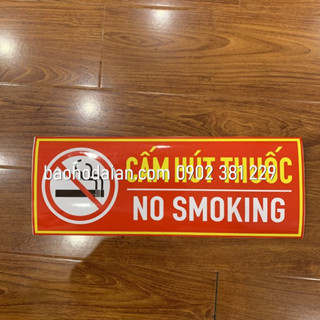 CẤM HÚT THUỐC
baohodalan.com 0902 381 229
NO SMOKING